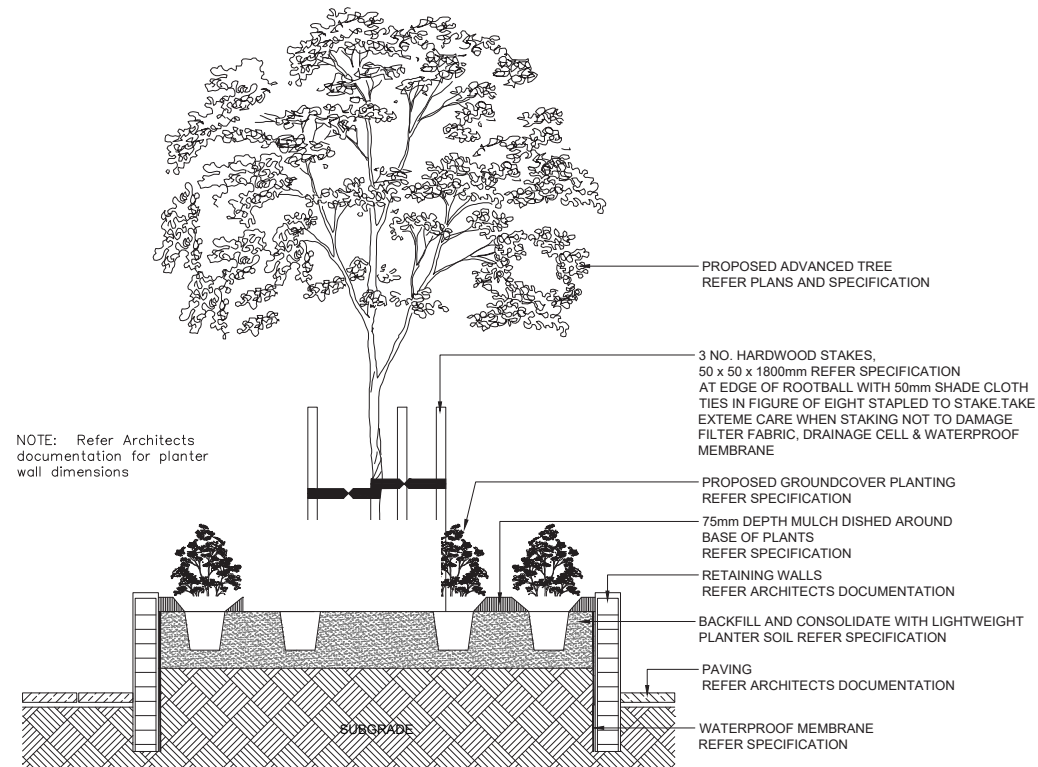 PROPOSED ADVANCED TREE
REFER PLANS AND SPECIFICATION
3 NO. HARDWOOD STAKES,
50 x 50 x 1800mm REFER SPECIFICATION
AT EDGE OF ROOTBALL WITH 50mm SHADE CLOTH
TIES IN FIGURE OF EIGHT STAPLED TO STAKE.TAKE
EXTEME CARE WHEN STAKING NOT TO DAMAGE
FILTER FABRIC, DRAINAGE CELL & WATERPROOF
MEMBRANE
NOTE: Refer Architects
documentation for planter
wall dimensions
PROPOSED GROUNDCOVER PLANTING
REFER SPECIFICATION
75mm DEPTH MULCH DISHED AROUND
BASE OF PLANTS
REFER SPECIFICATION
RETAINING WALLS
REFER ARCHITECTS DOCUMENTATION
BACKFILL AND CONSOLIDATE WITH LIGHTWEIGHT
PLANTER SOIL REFER SPECIFICATION
PAVING
REFER ARCHITECTS DOCUMENTATION
SUBGRADE
WATERPROOF MEMBRANE
REFER SPECIFICATION